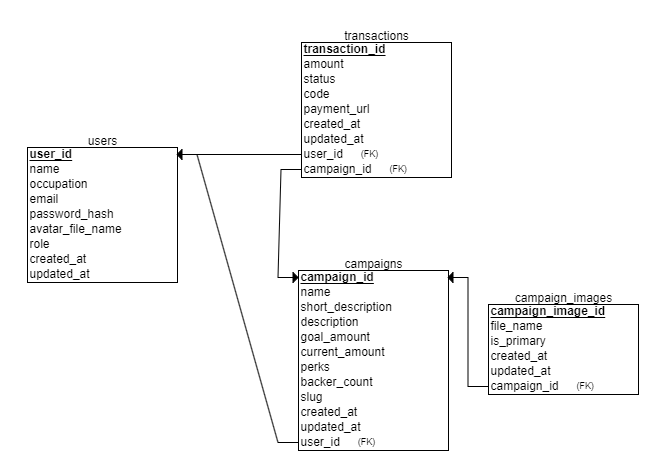 transactions
transaction_id
amount
status
code
payment_url
created_at
updated_at
user_id (FK)
campaign_id (FK)
users
user_id
name
occupation
email
password_hash
avatar_file_name
role
created_at
updated_at
campaigns
campaign_id
name
short_description
description
goal_amount
current_amount
perks
backer_count
slug
created_at
updated_at
user_id (FK)
campaign_images
campaign_image_id
file_name
is_primary
created_at
updated_at
campaign_id (FK)